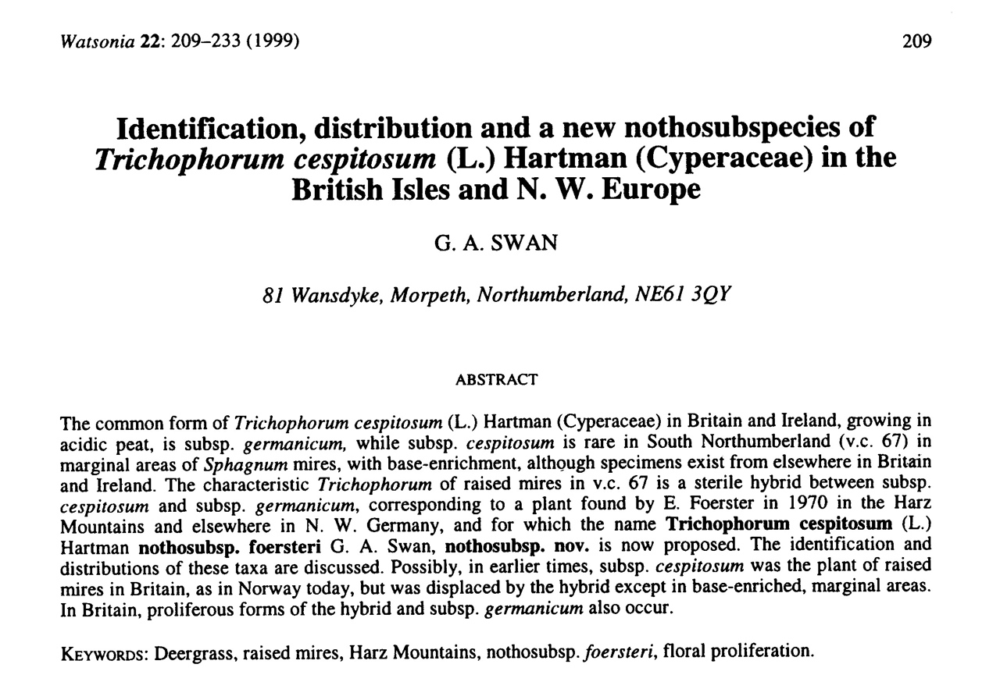 Watsonia 22: 209–233 (1999) 209
Identification, distribution and a new nothosubspecies of
Trichophorum cespitosum (L.) Hartman (Cyperaceae) in the
British Isles and N. W. Europe
G. A. SWAN
81 Wansdyke, Morpeth, Northumberland, NE61 3QY
ABSTRACT
The common form of Trichophorum cespitosum (L.) Hartman (Cyperaceae) in Britain and Ireland, growing in
acidic peat, is subsp. germanicum, while subsp. cespitosum is rare in South Northumberland (v.c. 67) in
marginal areas of Sphagnum mires, with base-enrichment, although specimens exist from elsewhere in Britain
and Ireland. The characteristic Trichophorum of raised mires in v.c. 67 is a sterile hybrid between subsp.
cespitosum and subsp. germanicum, corresponding to a plant found by E. Foerster in 1970 in the Harz
Mountains and elsewhere in N. W. Germany, and for which the name Trichophorum cespitosum (L.)
Hartman nothosubsp. foersteri G. A. Swan, nothosubsp. nov. is now proposed. The identification and
distributions of these taxa are discussed. Possibly, in earlier times, subsp. cespitosum was the plant of raised
mires in Britain, as in Norway today, but was displaced by the hybrid except in base-enriched, marginal areas.
In Britain, proliferous forms of the hybrid and subsp. germanicum also occur.
KEYWORDS: Deergrass, raised mires, Harz Mountains, nothosubsp. foersteri, floral proliferation.